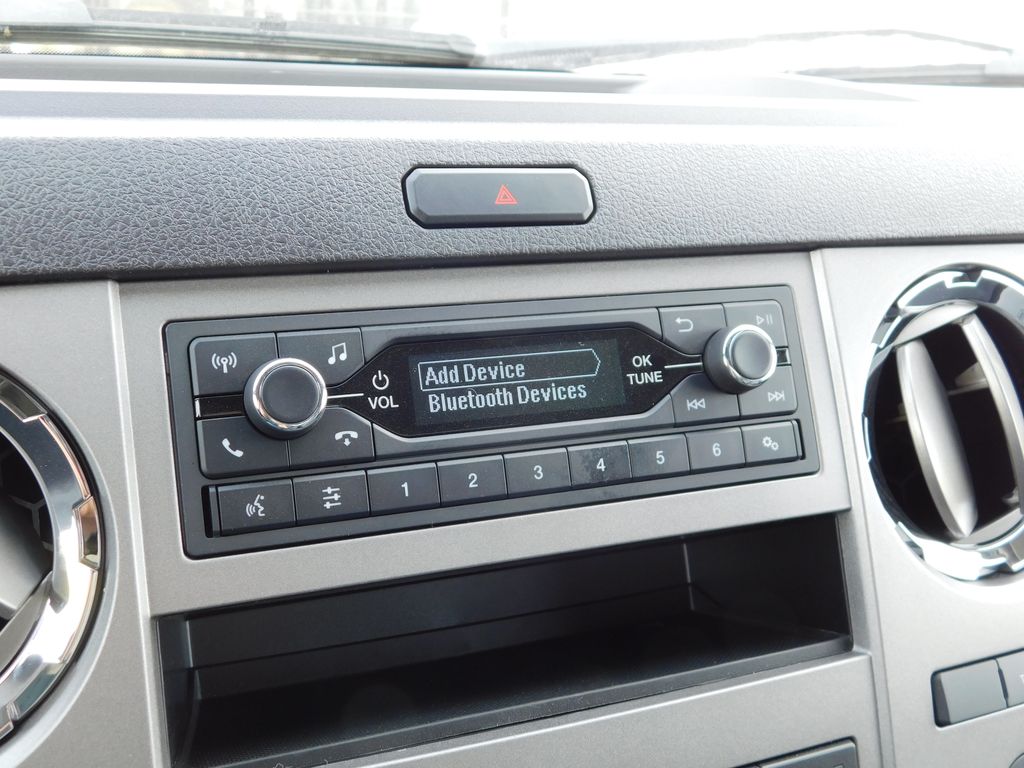 Add Device
Bluetooth Devices
VOL
OK
TUNE
1 2 3 4 5 6